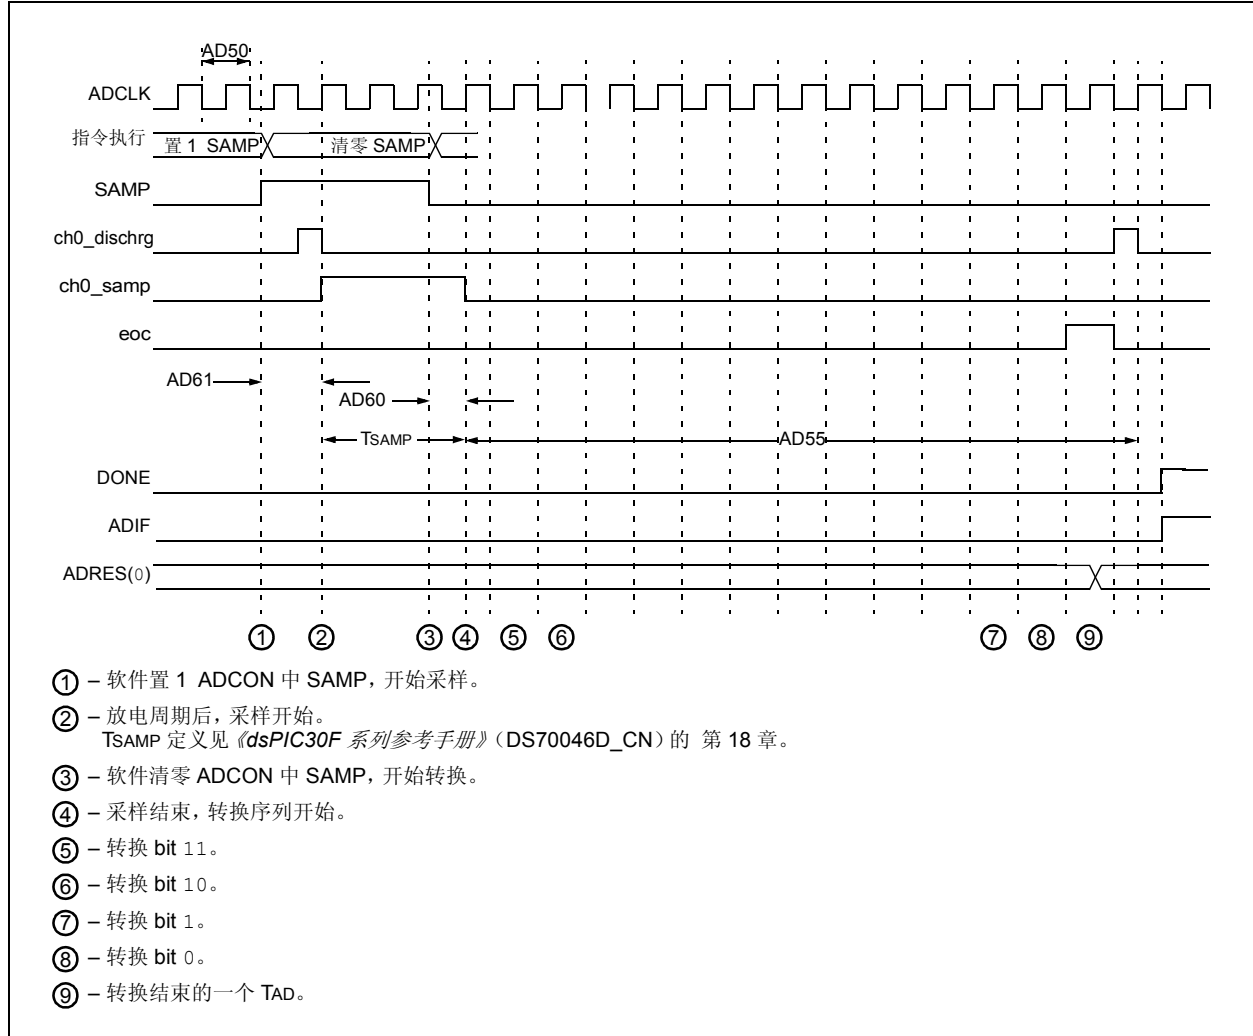 AD50
ADCLK
指令执行
置 1 SAMP
清零 SAMP
SAMP
ch0_dischrg
ch0_samp
eoc
AD61
AD60
TSAMP
AD55
DONE
ADIF
ADRES(0)
① ② ③ ④ ⑤ ⑥ ⑦ ⑧ ⑨
① – 软件置 1 ADCON 中 SAMP，开始采样。
② – 放电周期后，采样开始。
TSAMP 定义见《dsPIC30F 系列参考手册》（DS70046D_CN）的 第 18 章。
③ – 软件清零 ADCON 中 SAMP，开始转换。
④ – 采样结束，转换序列开始。
⑤ – 转换 bit 11。
⑥ – 转换 bit 10。
⑦ – 转换 bit 1。
⑧ – 转换 bit 0。
⑨ – 转换结束的一个 TAD。